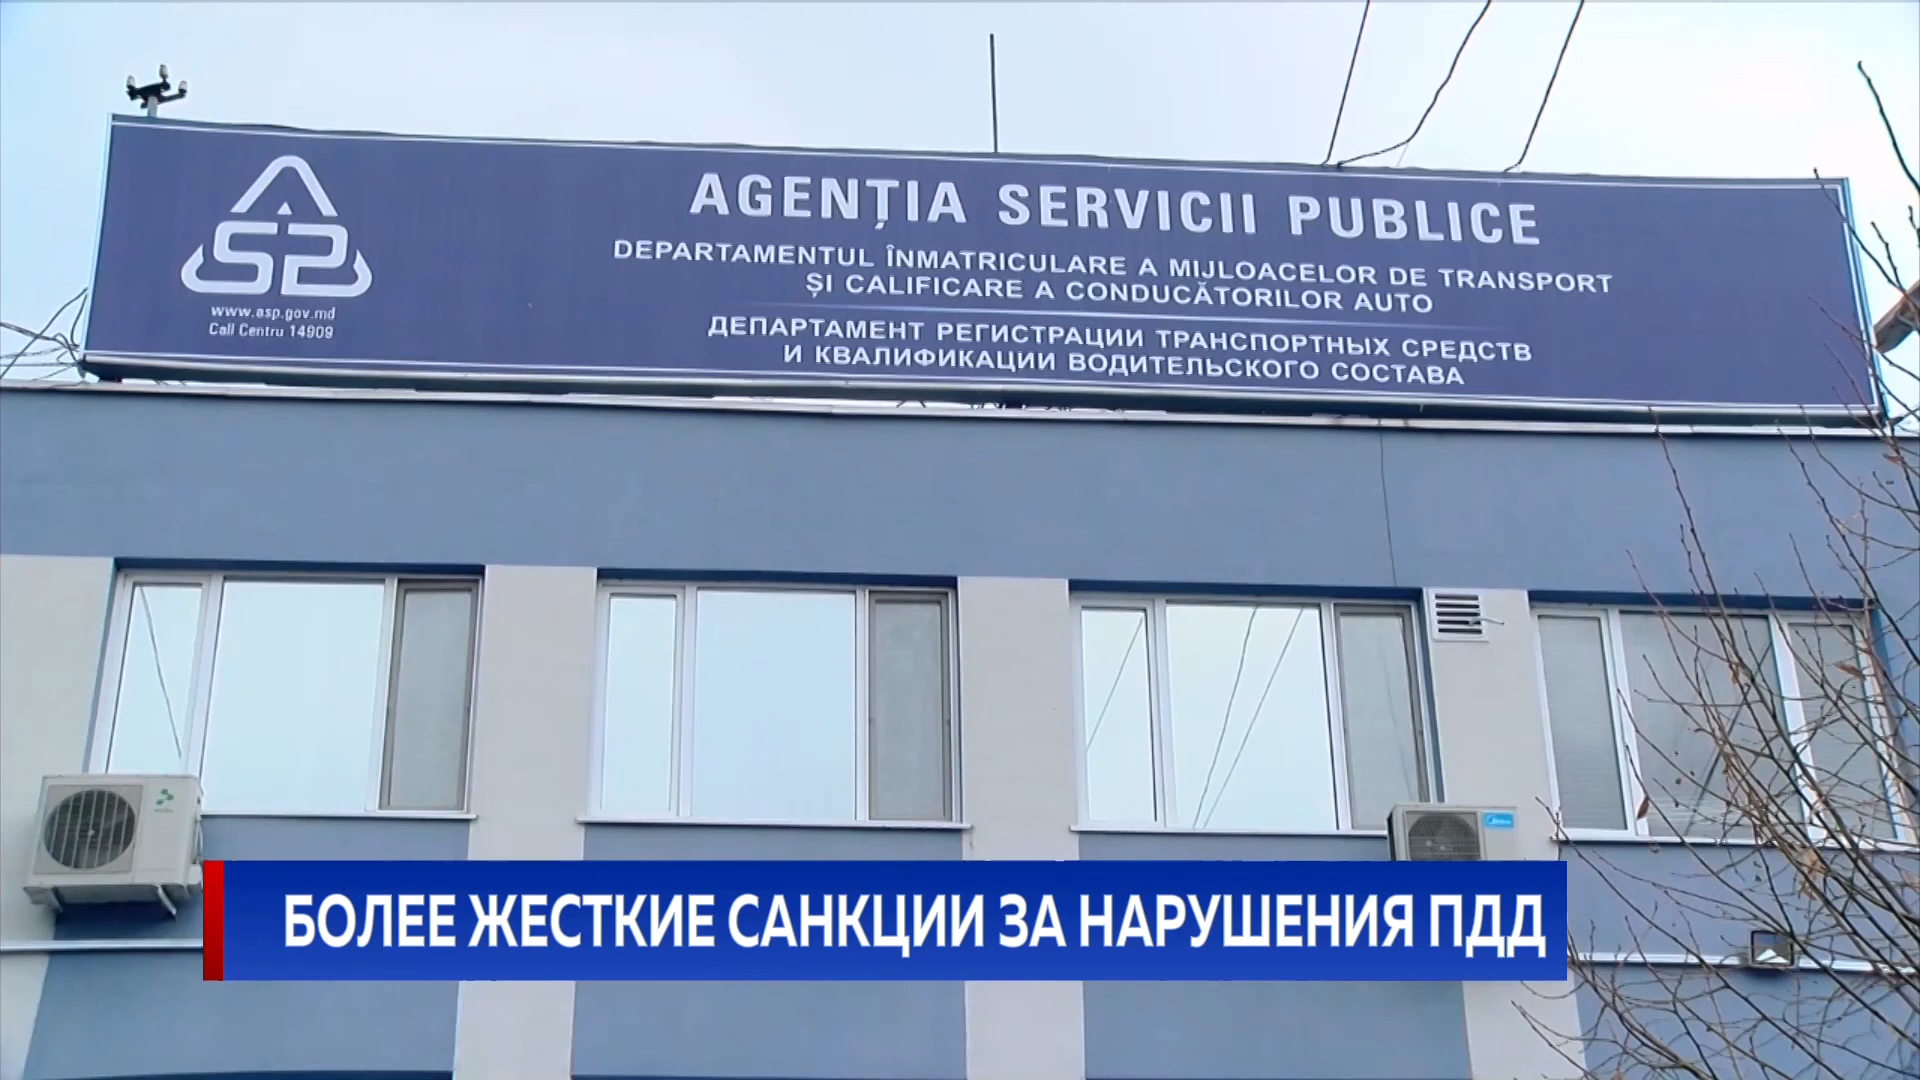 AGENȚIA SERVICII PUBLICE
DEPARTAMENTUL ÎNMATRICULARE A MIJLOACELOR DE TRANSPORT
ȘI CALIFICARE A CONDUCĂTORILOR AUTO
ДЕПАРТАМЕНТ РЕГИСТРАЦИИ ТРАНСПОРТНЫХ СРЕДСТВ
И КВАЛИФИКАЦИИ ВОДИТЕЛЬСКОГО СОСТАВА
ASP
www.asp.gov.md
Call Centru 14909
БОЛЕЕ ЖЕСТКИЕ САНКЦИИ ЗА НАРУШЕНИЯ ПДД